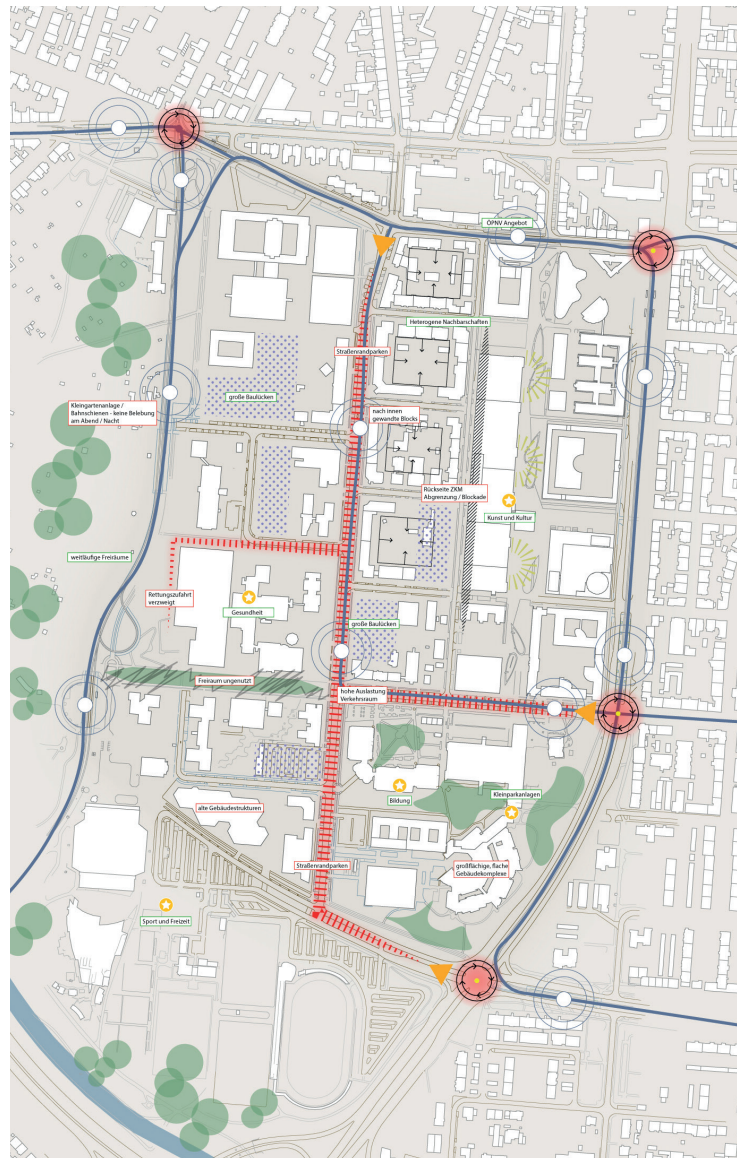 ÖPNV Angebot
Heterogene Nachbarschaften
Straßenrandparken
große Baulücken
Kleingartenanlage /
Bahnschienen - keine Belebung
am Abend / Nacht
nach innen
gewandte Blocks
Rückseite ZKM
Abgrenzung / Blockade
Kunst und Kultur
weitläufige Freiräume
Rettungszufahrt
verzweigt
Gesundheit
große Baulücken
Freiraum ungenutzt
hohe Auslastung
Verkehrsraum
Kleinparkanlagen
Bildung
alte Gebäudestrukturen
Straßenrandparken
großflächige, flache
Gebäudekomplexe
Sport und Freizeit